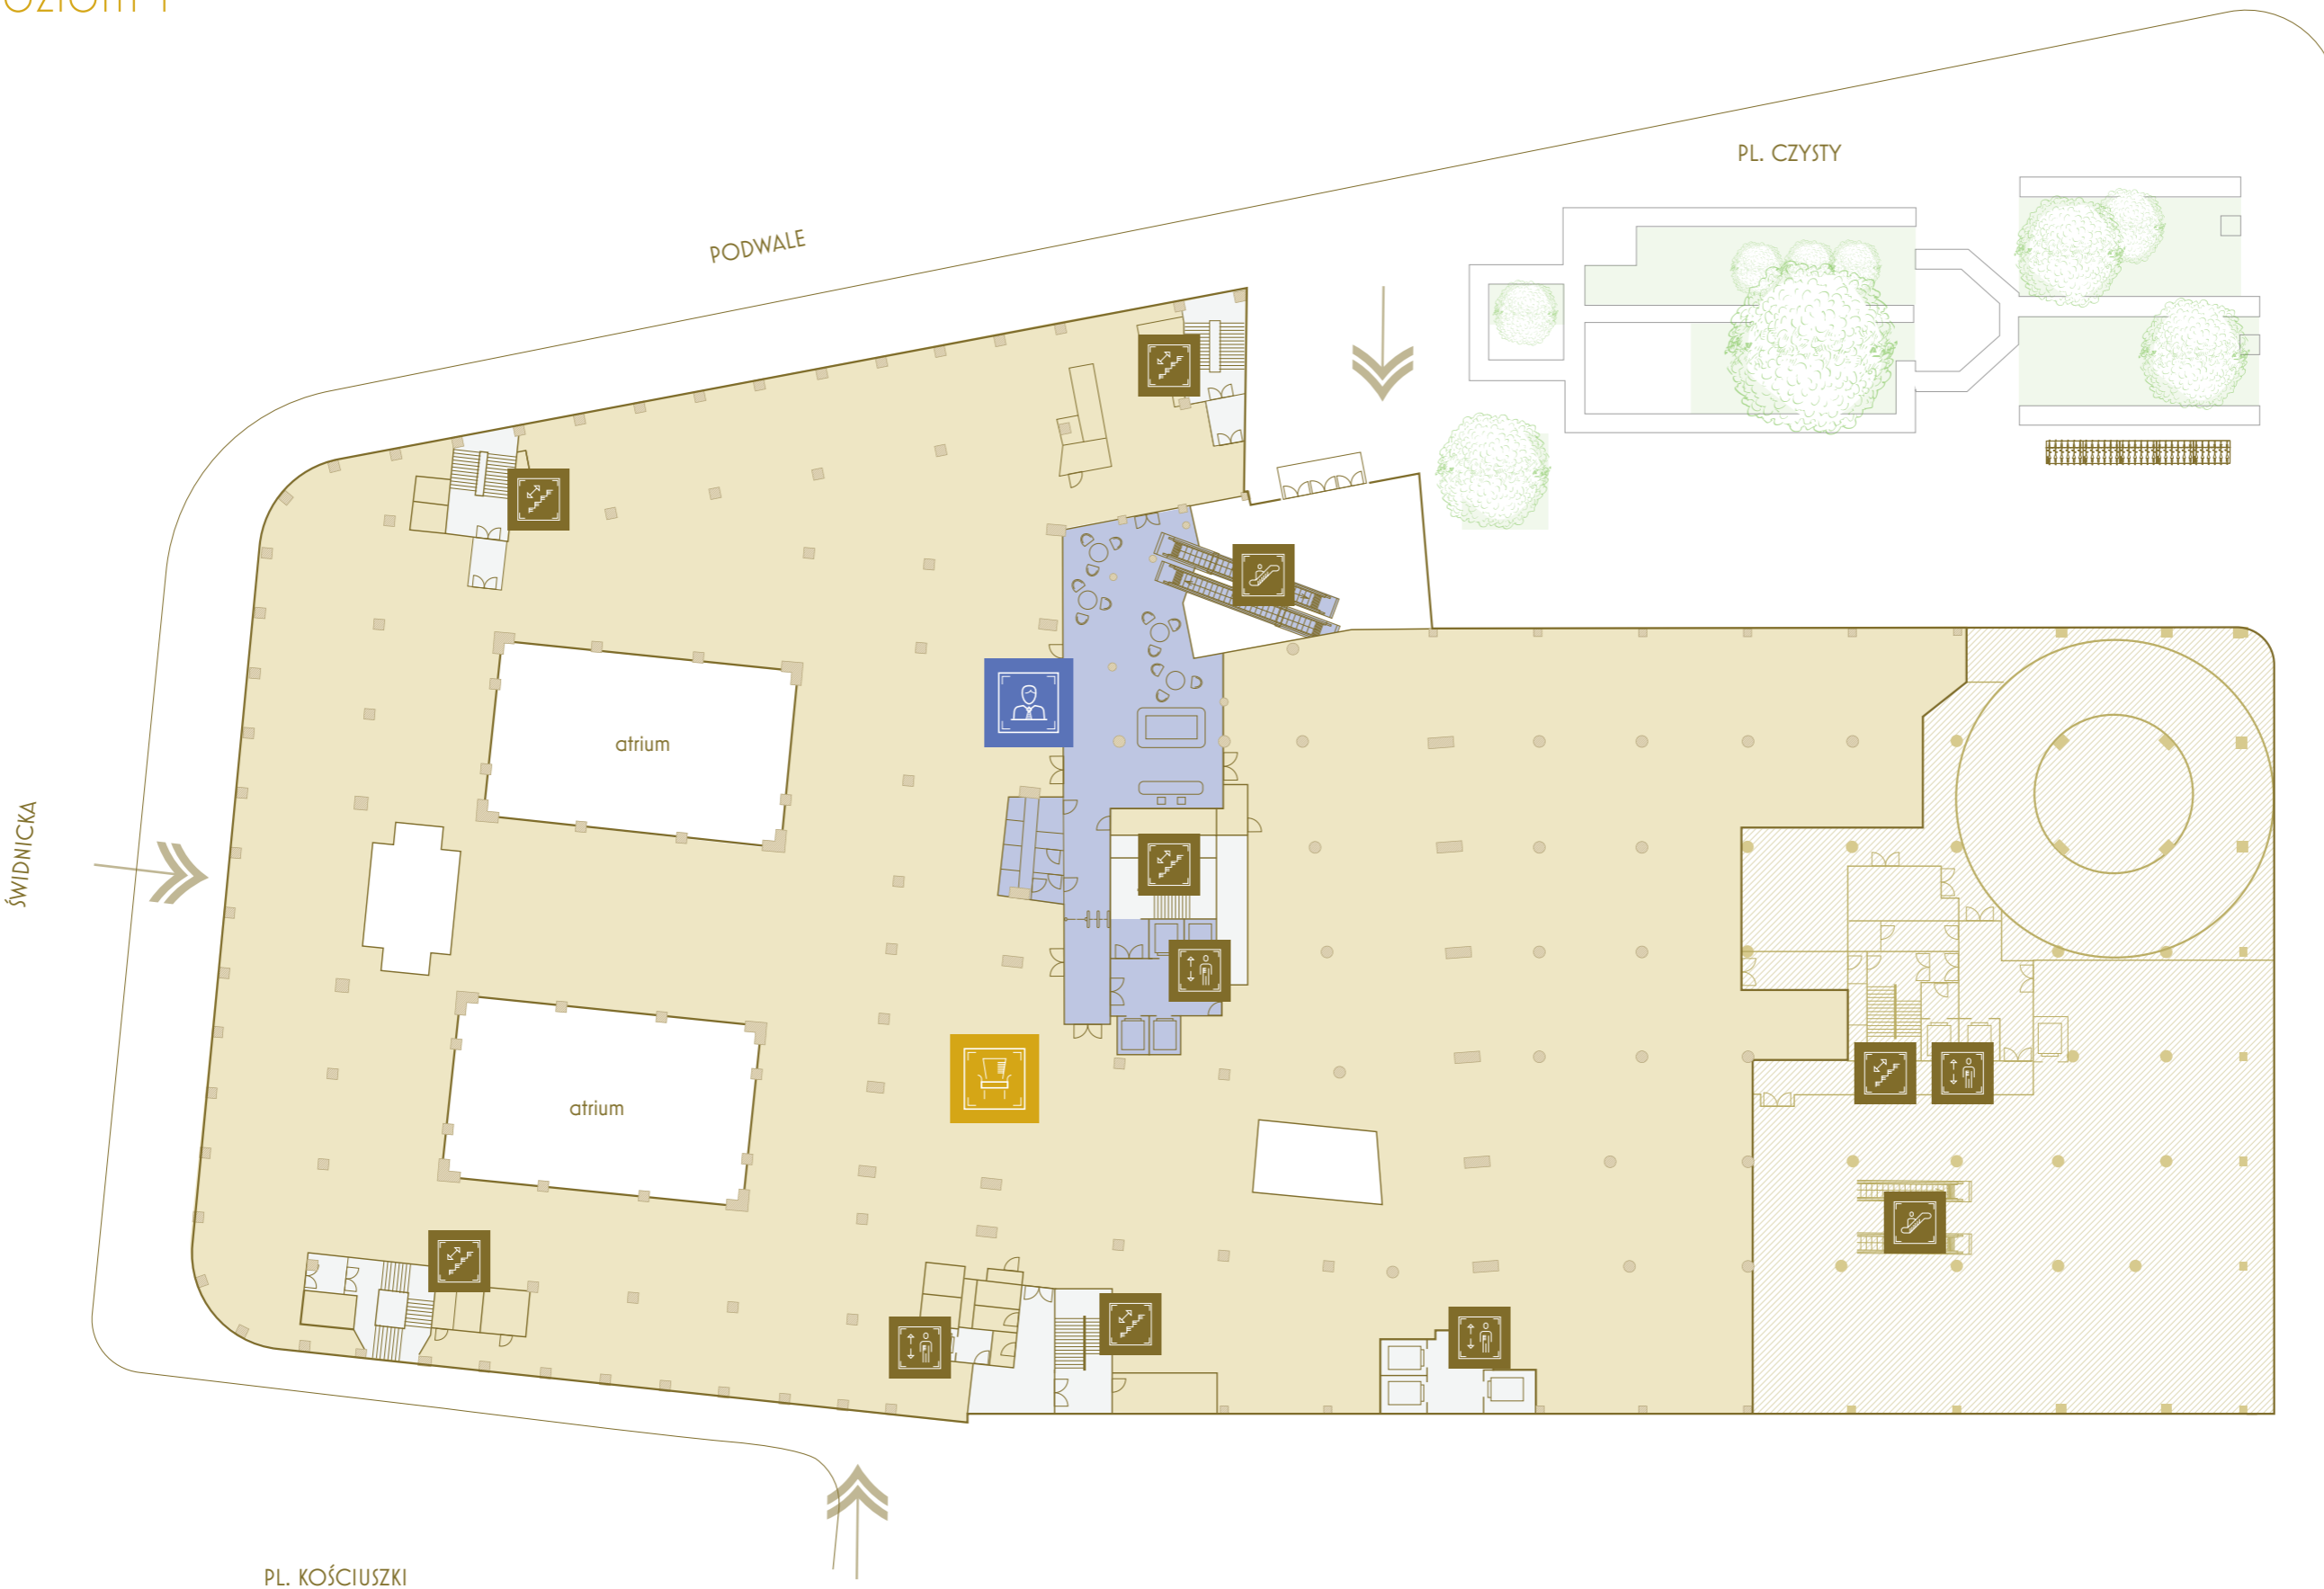 PL. CZYSTY
PODWALE
atrium
ŚWIDNICKA
atrium
PL. KOŚCIUSZKI